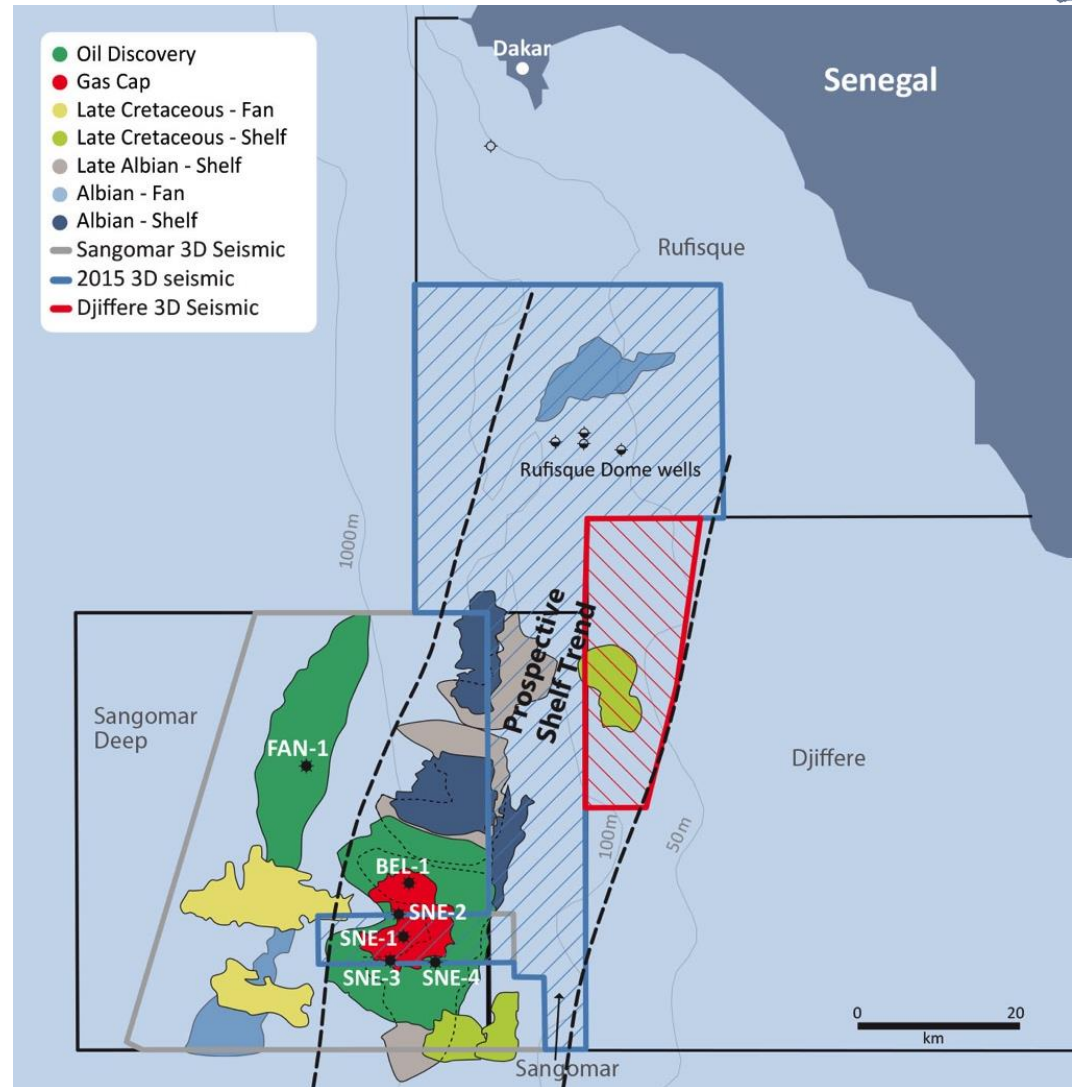 Oil Discovery
Gas Cap
Late Cretaceous - Fan
Late Cretaceous - Shelf
Late Albian - Shelf
Albian - Fan
Albian - Shelf
Sangomar 3D Seismic
2015 3D seismic
Djiffere 3D Seismic
Dakar
Senegal
Rufisque
Rufisque Dome wells
1000m
Prospective
Shelf Trend
Sangomar
Deep
FAN-1
Djiffere
100m
50m
BEL-1
SNE-2
SNE-1
SNE-3
SNE-4
0
20
km
Sangomar